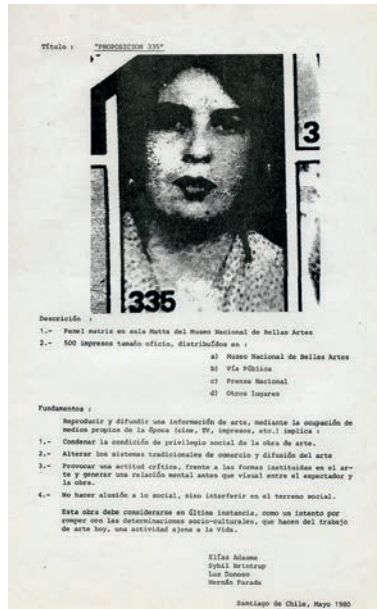 Título : "PROPOSICION 335"
3
335
Descrición :
1.- Panel matriz en sala Matta del Museo Nacional de Bellas Artes
2.- 500 impresos tamaño oficio, distribuídos en :
a) Museo Nacional de Bellas Artes
b) Vía Pública
c) Prensa Nacional
d) Otros lugares
Fundamentos :
Reproducir y difundir una información de arte, mediante la ocupación de
medios propios de la época (cine, TV, impresos, etc.) implica :
1.- Condenar la condición de privilegio social de la obra de arte.
2.- Alterar los sistemas tradicionales de comercio y difusión del arte
3.- Provocar una actitud crítica, frente a las formas instituídas en el ar-
te y generar una relación mental antes que visual entre el espectador y
la obra.
4.- No hacer alusión a lo social, sino interferir en el terreno social.
Esta obra debe considerarse en última instancia, como un intento por
romper con las determinaciones socio-culturales, que hacen del trabajo
de arte hoy, una actividad ajena a la Vida.
Elías Adasme
Sybil Brintrup
Luz Donoso
Hernán Parada
Santiago de Chile, Mayo 1980